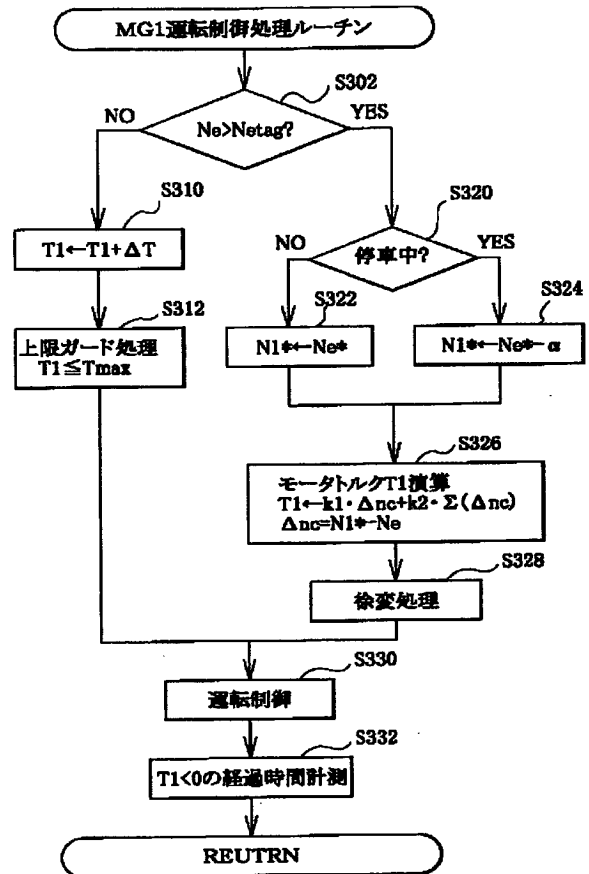 MG1運転制御処理ルーチン
S302
NO
YES
Ne>Netag?
S310
T1←T1+ΔT
S312
上限ガード処理
T1≦Tmax
S320
NO
YES
停車中?
S322
N1*←Ne*
S324
N1*←Ne*-α
S326
モータトルクT1演算
T1←k1・Δnc+k2・Σ(Δnc)
Δnc=N1*-Ne
S328
徐変処理
S330
運転制御
S332
T1<0の経過時間計測
REUTRN